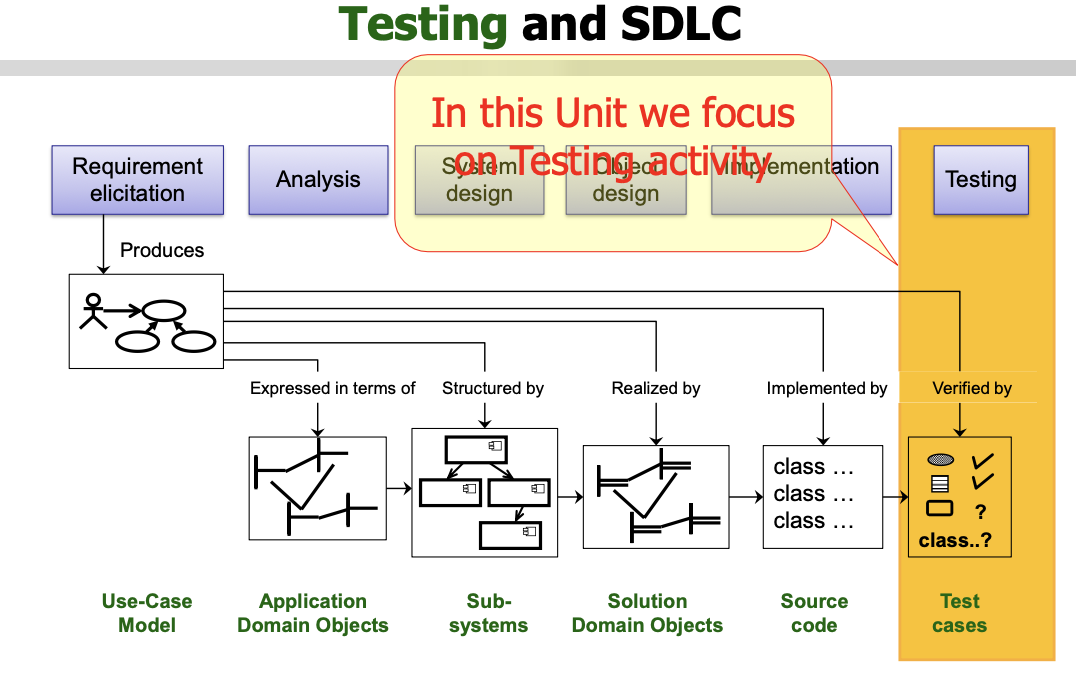 Testing and SDLC
In this Unit we focus
on Testing activity
Requirement
elicitation
Analysis
System
design
Object
design
Implementation
Testing
Produces
Expressed in terms of
Structured by
Realized by
Implemented by
Verified by
class ...
class ...
class ...
?
class..?
Use-Case
Model
Application
Domain Objects
Sub-
systems
Solution
Domain Objects
Source
code
Test
cases